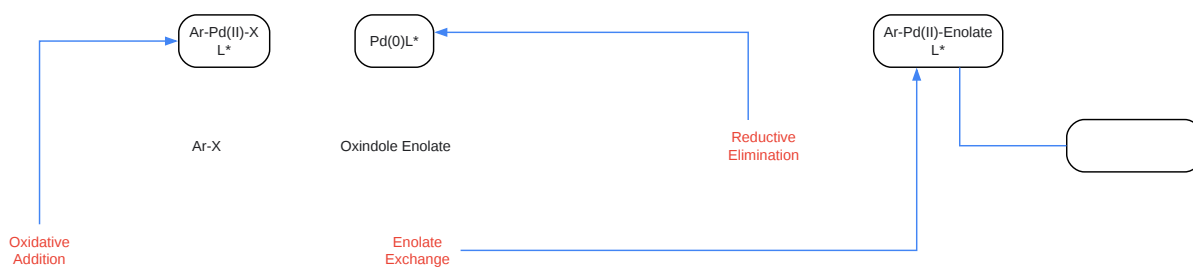 Ar-Pd(II)-X
L*
Pd(0)L*
Ar-Pd(II)-Enolate
L*
Ar-X
Oxindole Enolate
Reductive
Elimination
Oxidative
Addition
Enolate
Exchange